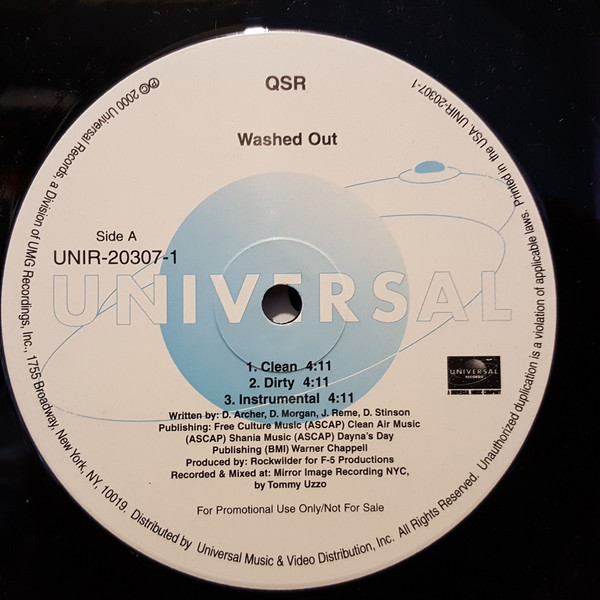 QSR
Washed Out
Side A
UNIR-20307-1
UNIVERSAL
1. Clean 4:11
2. Dirty 4:11
3. Instrumental 4:11
Written by: D. Archer, D. Morgan, J. Reme, D. Stinson
Publishing: Free Culture Music (ASCAP) Clean Air Music
(ASCAP) Shania Music (ASCAP) Dayna's Day
Publishing (BMI) Warner Chappell
Produced by: Rockwilder for F-5 Productions
Recorded & Mixed at: Mirror Image Recording NYC,
by Tommy Uzzo
For Promotional Use Only/Not For Sale
UNIVERSAL
RECORDS
A UNIVERSAL MUSIC COMPANY
℗© 2000 Universal Records, a Division of UMG Recordings, Inc., 1755 Broadway, New York, NY, 10019. Distributed by Universal Music & Video Distribution, Inc. All Rights Reserved. Unauthorized duplication is a violation of applicable laws. Printed in the USA. UNIR-20307-1